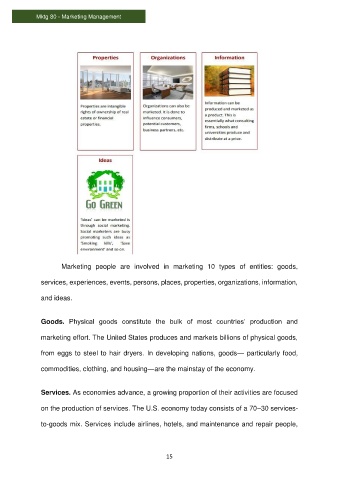 Mktg 80 - Marketing Management
Properties
Properties are intangible
rights of ownership of real
estate or financial
properties.
Organizations
Organizations can also be
marketed. It is done to
influence consumers,
potential customers,
business partners, etc.
Information
Information can be
produced and marketed as
a product. This is
essentially what consulting
firms, schools and
universities produce and
distribute at a price.
Ideas
GO GREEN
'Ideas' can be marketed is
through social marketing.
Social marketers are busy
promoting such ideas as
'Smoking kills', 'Save
environment' and so on.
Marketing people are involved in marketing 10 types of entities: goods,
services, experiences, events, persons, places, properties, organizations, information,
and ideas.
Goods. Physical goods constitute the bulk of most countries' production and
marketing effort. The United States produces and markets billions of physical goods,
from eggs to steel to hair dryers. In developing nations, goods— particularly food,
commodities, clothing, and housing—are the mainstay of the economy.
Services. As economies advance, a growing proportion of their activities are focused
on the production of services. The U.S. economy today consists of a 70–30 services-
to-goods mix. Services include airlines, hotels, and maintenance and repair people,
15